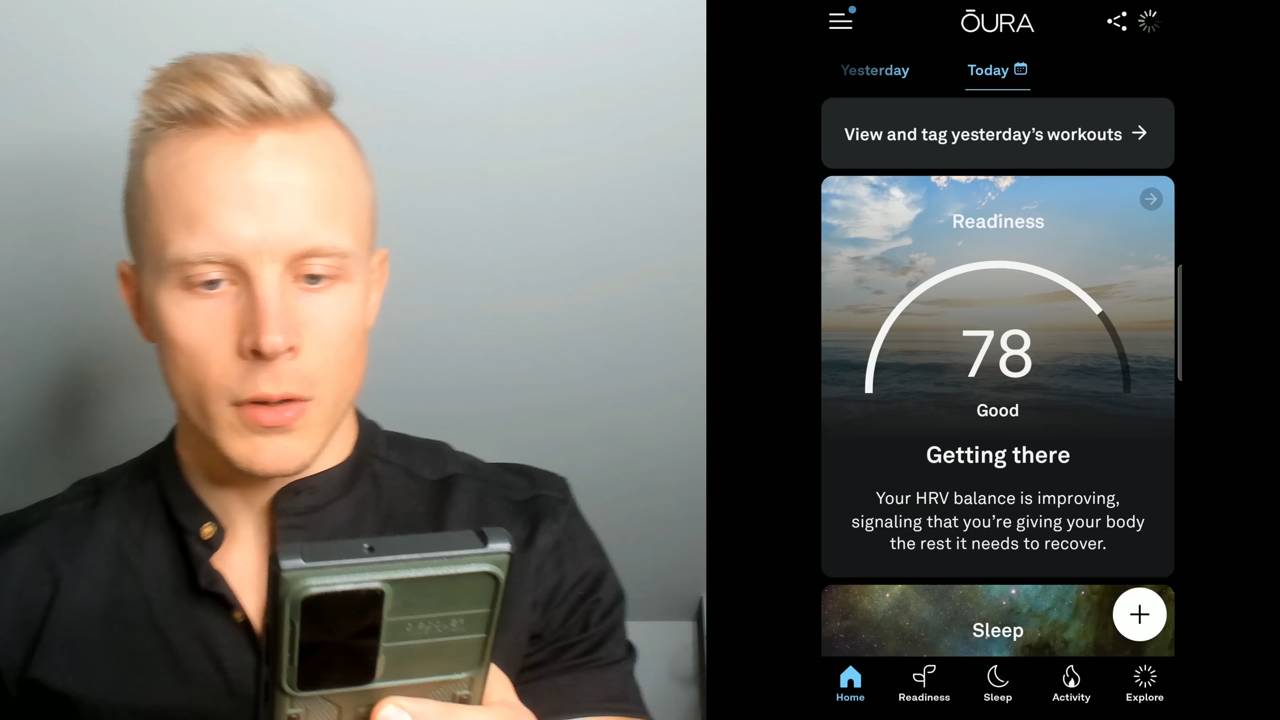 ŌURA
Yesterday
Today
View and tag yesterday's workouts →
Readiness
78
Good
Getting there
Your HRV balance is improving,
signaling that you're giving your body
the rest it needs to recover.
Sleep
+
Home
Readiness
Sleep
Activity
Explore